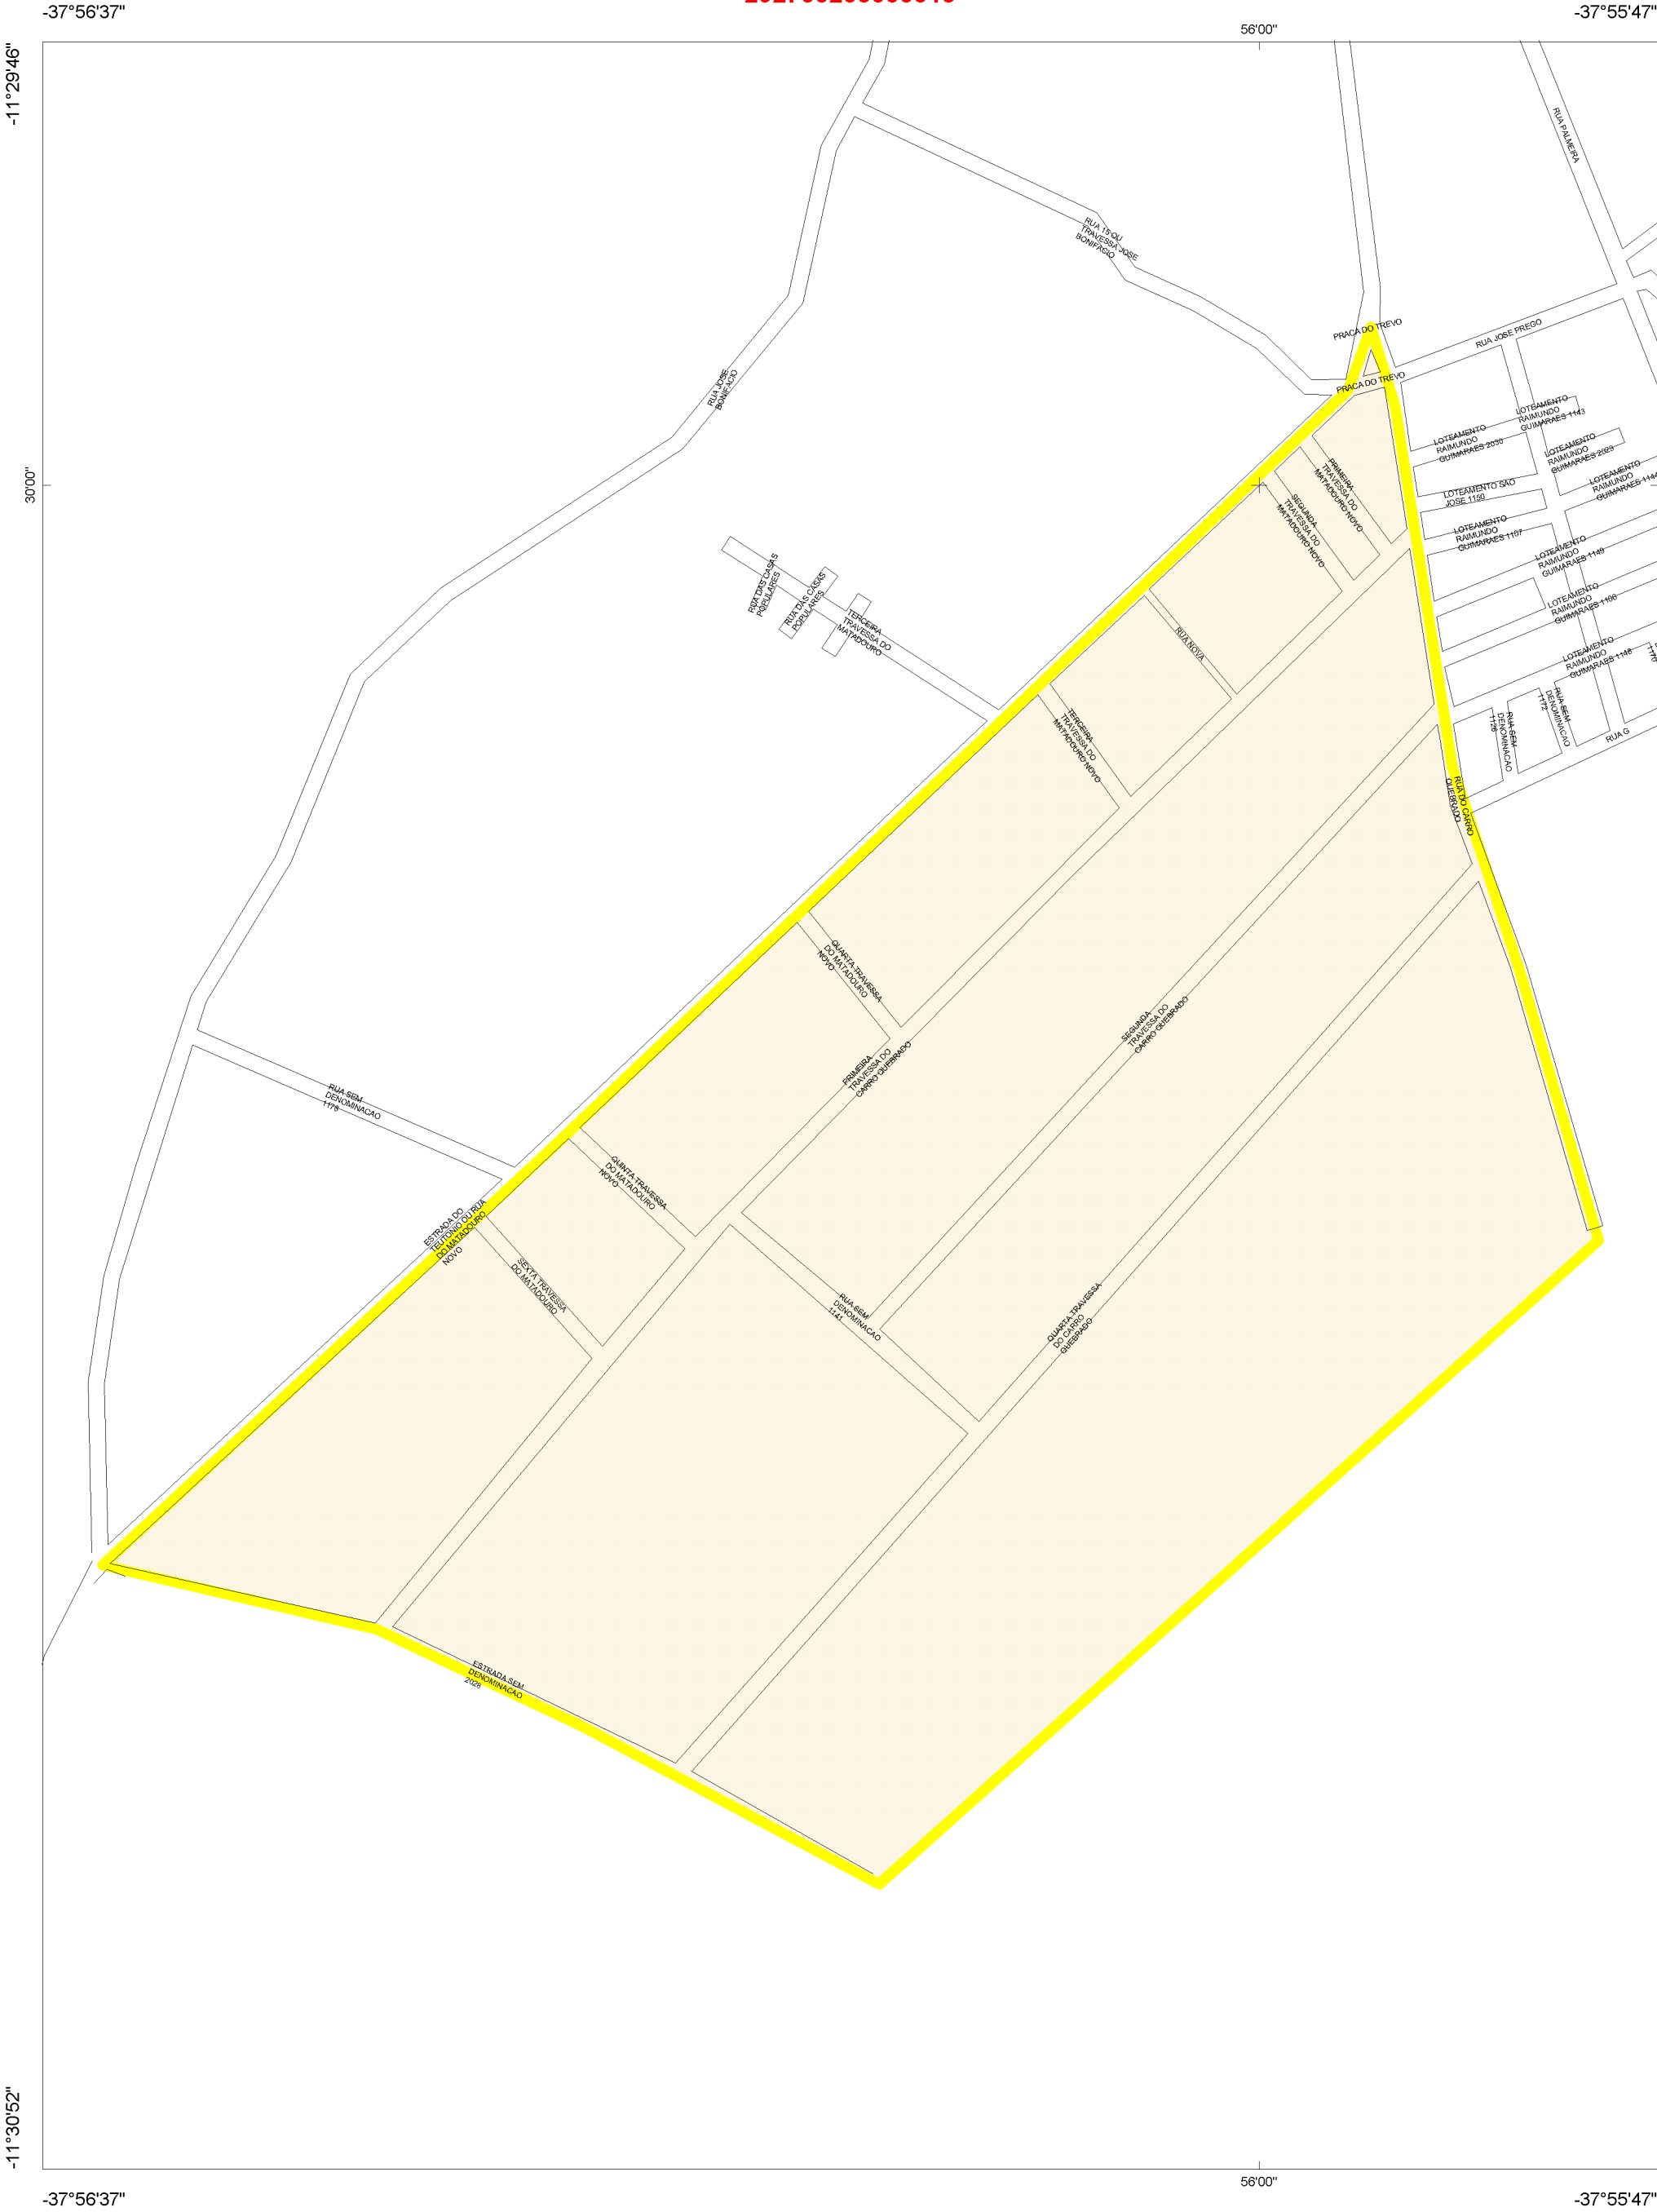 -37°56'37"
-37°55'47"
56'00"
-11°29'46"
RUA PALMEIRA
RUA 15 OU
TRAVESSA JOSE
BONIFACIO
PRACA DO TREVO
RUA JOSE PREGO
PRACA DO TREVO
RUA JOSE
BONIFACIO
LOTEAMENTO
RAIMUNDO
GUIMARAES 1143
LOTEAMENTO
RAIMUNDO
GUIMARAES 2030
LOTEAMENTO
RAIMUNDO
GUIMARAES 2029
LOTEAMENTO
RAIMUNDO
GUIMARAES 1144
30'00"
PRIMEIRA
TRAVESSA DO
MATADOURO NOVO
SEGUNDA
TRAVESSA DO
MATADOURO NOVO
LOTEAMENTO SAO
JOSE 1150
LOTEAMENTO
RAIMUNDO
GUIMARAES 1107
LOTEAMENTO
RAIMUNDO
GUIMARAES 1149
LOTEAMENTO
RAIMUNDO
GUIMARAES 1106
LOTEAMENTO
RAIMUNDO
GUIMARAES 1148
1176
RUA DAS CASAS
POPULARES
RUA DAS CASAS
POPULARES
TERCEIRA
TRAVESSA DO
MATADOURO
RUA NOVA
TERCEIRA
TRAVESSA DO
MATADOURO NOVO
RUA SEM
DENOMINACAO
1172
RUA SEM
DENOMINACAO
1126
RUA G
RUA DO CARRO
QUEBRADO
QUARTA TRAVESSA
DO MATADOURO
NOVO
SEGUNDA
TRAVESSA DO
CARRO QUEBRADO
PRIMEIRA
TRAVESSA DO
CARRO QUEBRADO
RUA SEM
DENOMINACAO
1179
QUINTA TRAVESSA
DO MATADOURO
NOVO
ESTRADA DO
TEUTONIO OU RUA
DO MATADOURO
NOVO
SEXTA TRAVESSA
DO MATADOURO
RUA SEM
DENOMINACAO
1141
QUARTA TRAVESSA
DO CARRO
QUEBRADO
ESTRADA SEM
DENOMINACAO
2028
-11°30'52"
56'00"
-37°56'37"
-37°55'47"